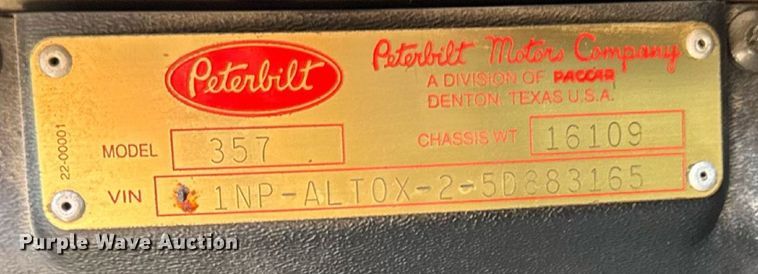 Peterbilt
Peterbilt Motors Company
A DIVISION OF PACCAR
DENTON, TEXAS U.S.A.
22-00001
MODEL 357
CHASSIS WT 16109
VIN 1NP-ALTOX-2-5D883165
Purple Wave Auction